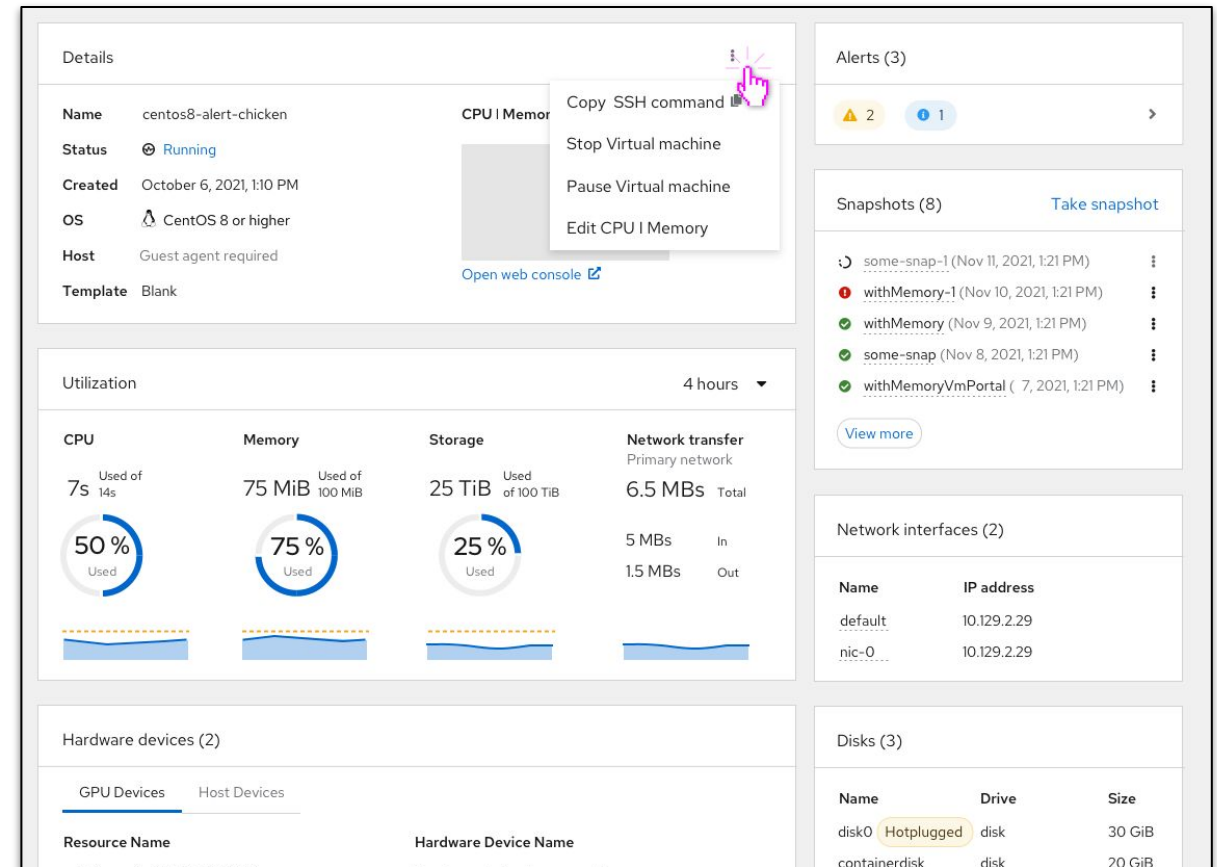 Details
Name centos8-alert-chicken
Status Running
Created October 6, 2021, 1:10 PM
OS CentOS 8 or higher
Host Guest agent required
Template Blank
CPU | Memor
Open web console
Copy SSH command
Stop Virtual machine
Pause Virtual machine
Edit CPU | Memory
Utilization
4 hours
CPU
7s Used of 14s
50 %
Used
Memory
75 MiB Used of 100 MiB
75 %
Used
Storage
25 TiB Used of 100 TiB
25 %
Used
Network transfer
Primary network
6.5 MBs Total
5 MBs In
1.5 MBs Out
Hardware devices (2)
GPU Devices Host Devices
Resource Name Hardware Device Name
Alerts (3)
2 1
Snapshots (8) Take snapshot
some-snap-1 (Nov 11, 2021, 1:21 PM)
withMemory-1 (Nov 10, 2021, 1:21 PM)
withMemory (Nov 9, 2021, 1:21 PM)
some-snap (Nov 8, 2021, 1:21 PM)
withMemoryVmPortal ( 7, 2021, 1:21 PM)
View more
Network interfaces (2)
Name IP address
default 10.129.2.29
nic-0 10.129.2.29
Disks (3)
Name Drive Size
disk0 Hotplugged disk 30 GiB
containerdisk disk 20 GiB